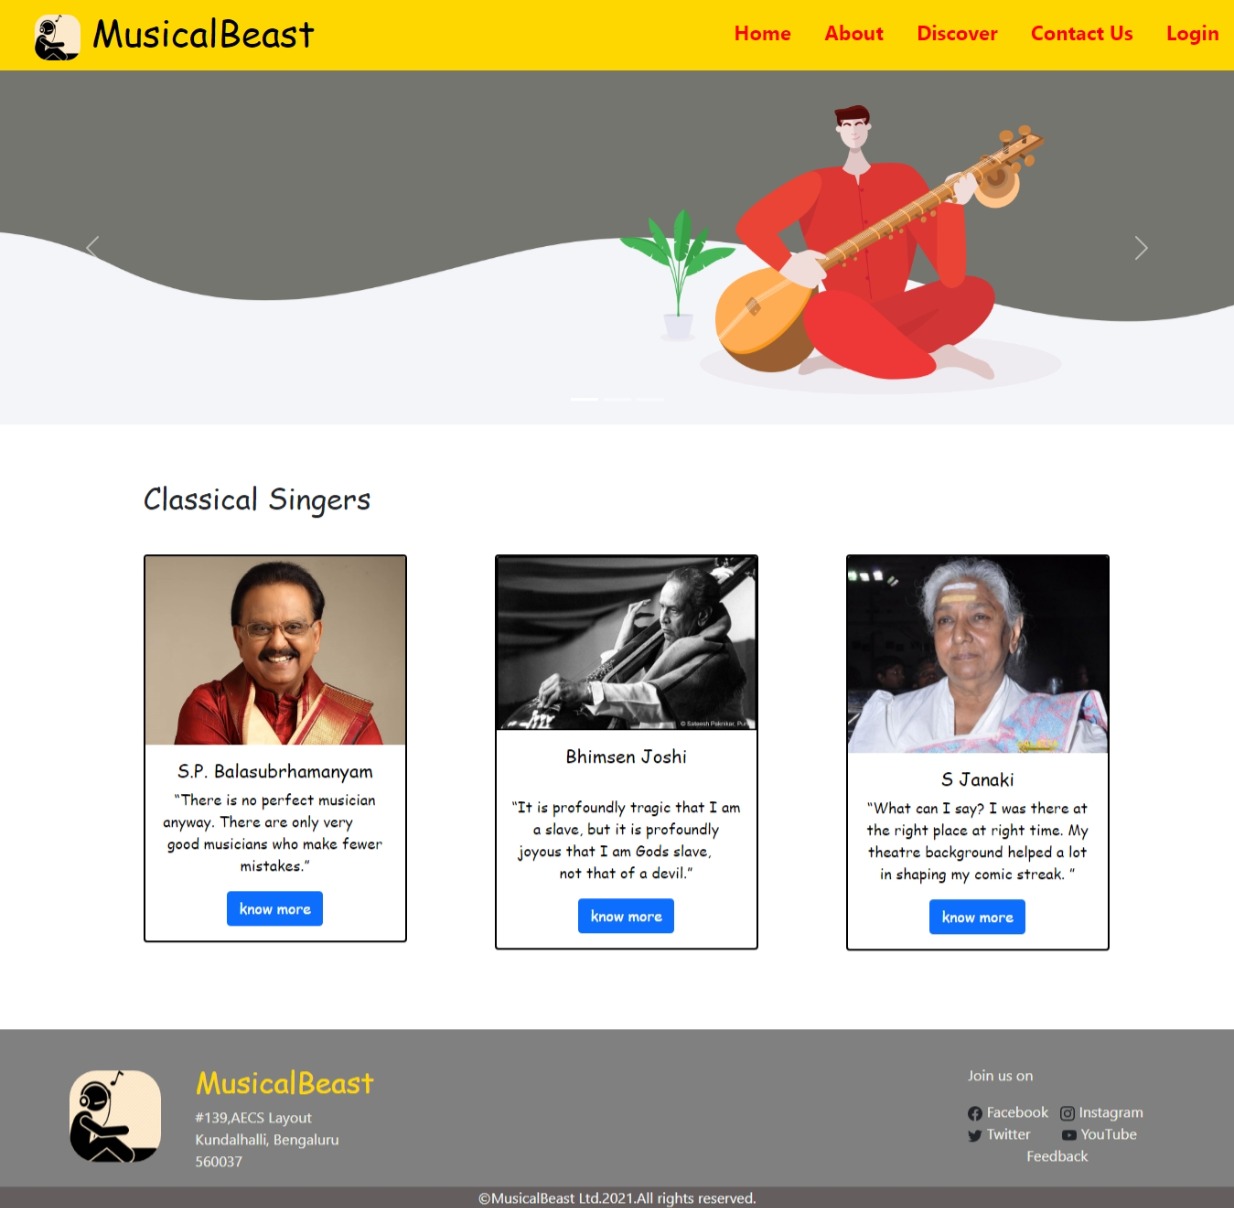 MusicalBeast
Home About Discover Contact Us Login
Classical Singers
S.P. Balasubrhamanyam
“There is no perfect musician
anyway. There are only very
good musicians who make fewer
mistakes.”
know more
© Sateesh Paknikar, Pu
Bhimsen Joshi
“It is profoundly tragic that I am
a slave, but it is profoundly
joyous that I am Gods slave,
not that of a devil.”
know more
S Janaki
“What can I say? I was there at
the right place at right time. My
theatre background helped a lot
in shaping my comic streak. ”
know more
MusicalBeast
#139,AECS Layout
Kundalhalli, Bengaluru
560037
Join us on
Facebook Instagram
Twitter YouTube
Feedback
©MusicalBeast Ltd.2021.All rights reserved.